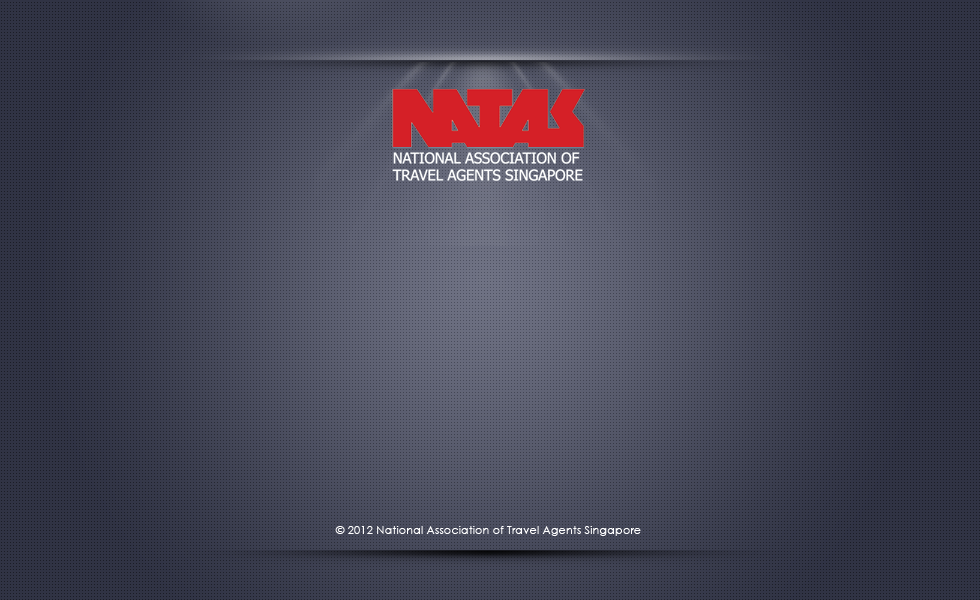 NATAS
NATIONAL ASSOCIATION OF
TRAVEL AGENTS SINGAPORE
© 2012 National Association of Travel Agents Singapore